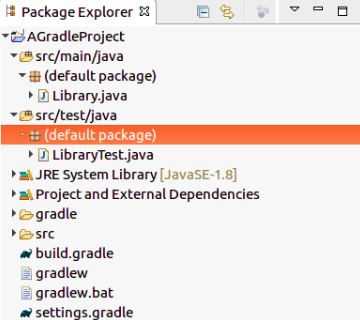 Package Explorer
AGradleProject
src/main/java
(default package)
Library.java
src/test/java
(default package)
LibraryTest.java
JRE System Library [JavaSE-1.8]
Project and External Dependencies
gradle
src
build.gradle
gradlew
gradlew.bat
settings.gradle